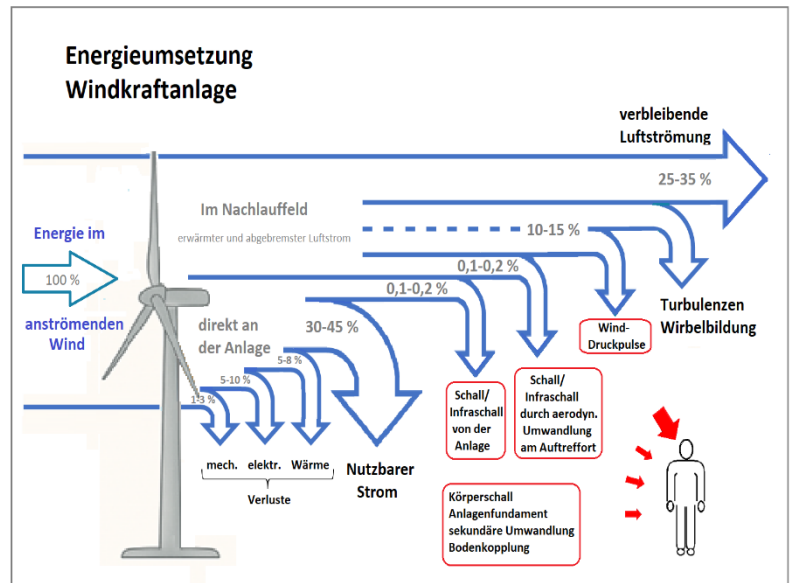 Energieumsetzung
Windkraftanlage
verbleibende
Luftströmung
25-35 %
Im Nachlauffeld
erwärmter und abgebremster Luftstrom
10-15 %
Energie im
100 %
anströmenden
Wind
0,1-0,2 %
0,1-0,2 %
Turbulenzen
Wirbelbildung
direkt an
der Anlage
30-45 %
Wind-
Druckpulse
5-8 %
5-10 %
1-3 %
Schall/
Infraschall
von der
Anlage
Schall/
Infraschall
durch aerodyn.
Umwandlung
am Auftreffort
mech.
elektr.
Wärme
Verluste
Nutzbarer
Strom
Körperschall
Anlagenfundament
sekundäre Umwandlung
Bodenkopplung